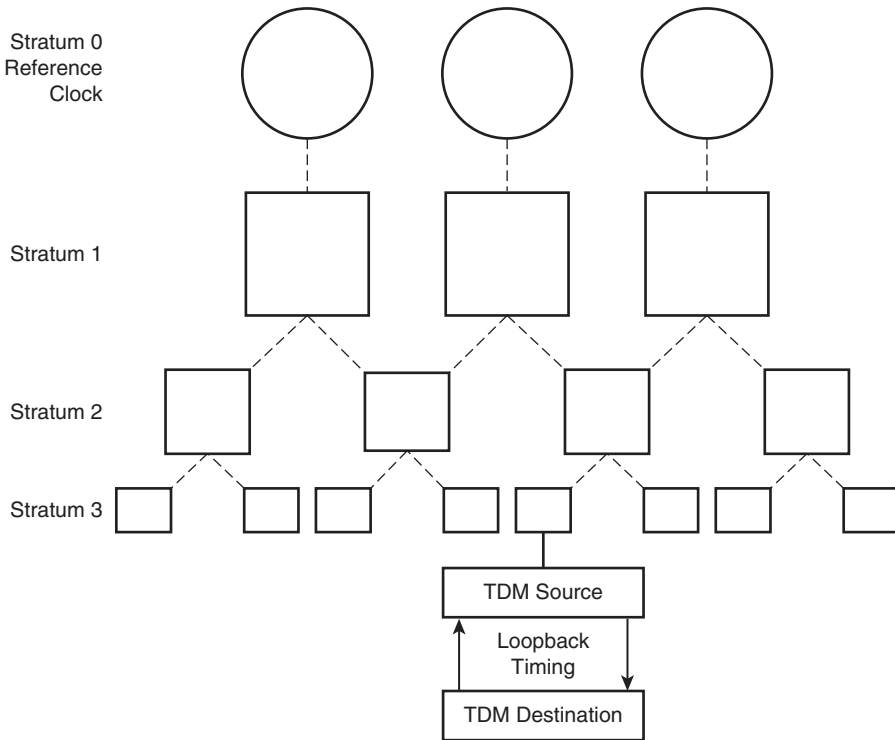 Stratum 0
Reference
Clock
Stratum 1
Stratum 2
Stratum 3
TDM Source
Loopback
Timing
TDM Destination